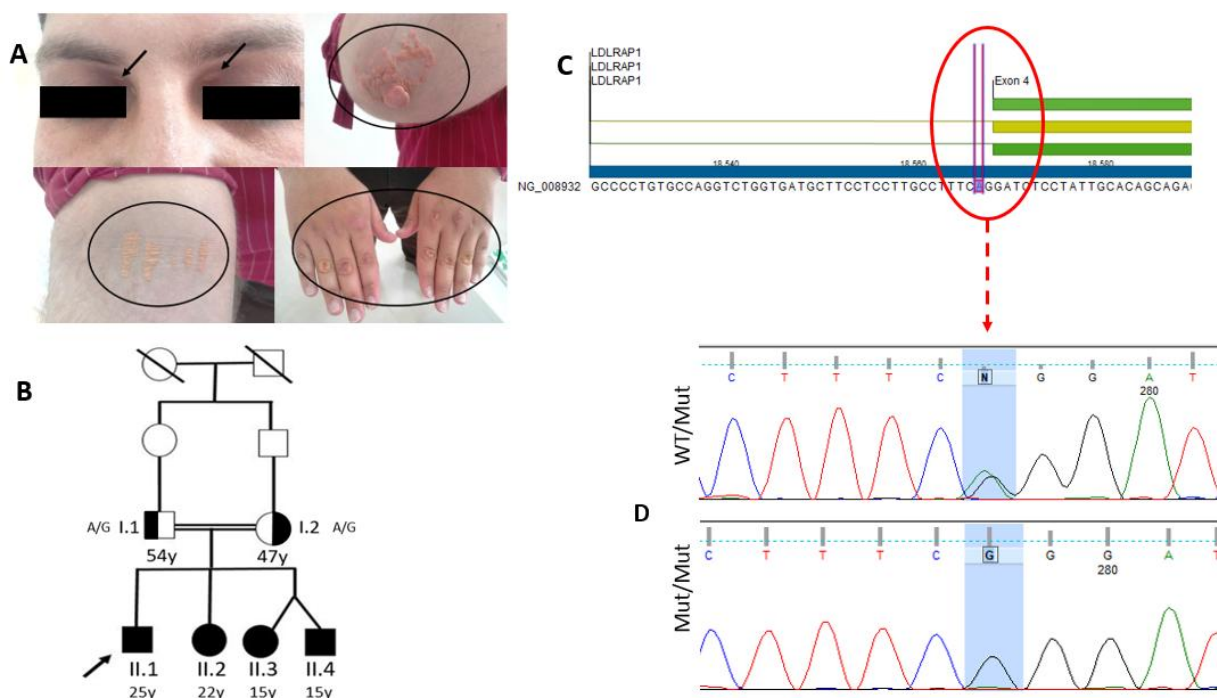 A
B
A/G
I.1
I.2
A/G
54y
47y
II.1
II.2
II.3
II.4
25y
22y
15y
15y
C
LDLRAP1
LDLRAP1
LDLRAP1
Exon 4
18,540
18,560
18,580
NG_008932
GCCCCTGTGCCAGGTCTGGTGATGCTTCCTCCTTGCCTTTCAGGATCTCCTATTGCACAGCAGA
D
WT/Mut
C T T T C N G G A T
280
Mut/Mut
C T T T C G G G A T
280